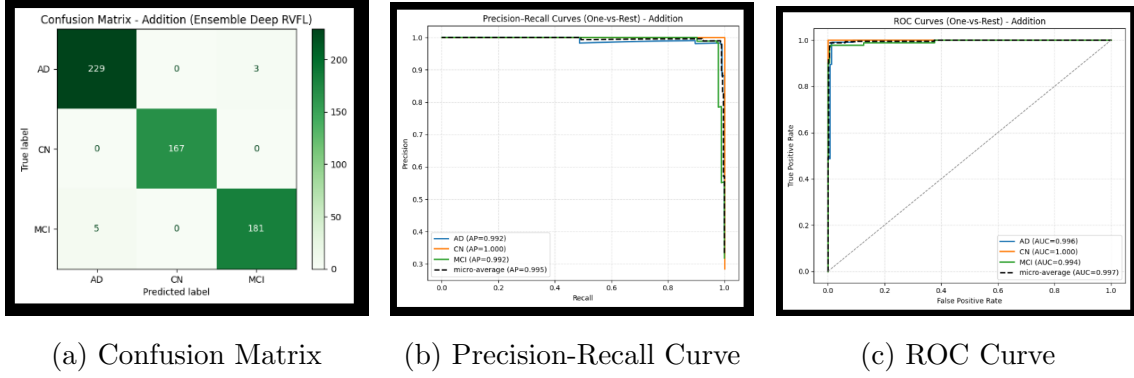 Confusion Matrix - Addition (Ensemble Deep RVFL)
True label
AD
CN
MCI
229 0 3
0 167 0
5 0 181
AD CN MCI
Predicted label
200
150
100
50
0
Precision-Recall Curves (One-vs-Rest) - Addition
Precision
1.0
0.9
0.8
0.7
0.6
0.5
0.4
0.3
AD (AP=0.992)
CN (AP=1.000)
MCI (AP=0.992)
micro-average (AP=0.995)
0.0 0.2 0.4 0.6 0.8 1.0
Recall
ROC Curves (One-vs-Rest) - Addition
True Positive Rate
1.0
0.8
0.6
0.4
0.2
0.0
AD (AUC=0.996)
CN (AUC=1.000)
MCI (AUC=0.994)
micro-average (AUC=0.997)
0.0 0.2 0.4 0.6 0.8 1.0
False Positive Rate
(a) Confusion Matrix
(b) Precision-Recall Curve
(c) ROC Curve